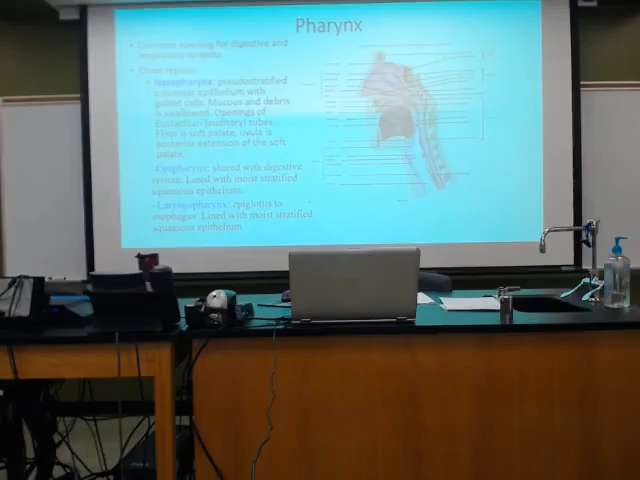 Pharynx
• Common opening for digestive and
respiratory systems.
• Three regions
• Nasopharynx: pseudostratified
columnar epithelium with
goblet cells. Mucous and debris
is swallowed. Openings of
Eustachian (auditory) tubes
Floor is soft palate, uvula is
posterior extension of the soft
palate.
–Oropharynx: shared with digestive
system. Lined with moist stratified
squamous epithelium.
–Laryngopharynx: epiglottis to
esophagus. Lined with moist stratified
squamous epithelium